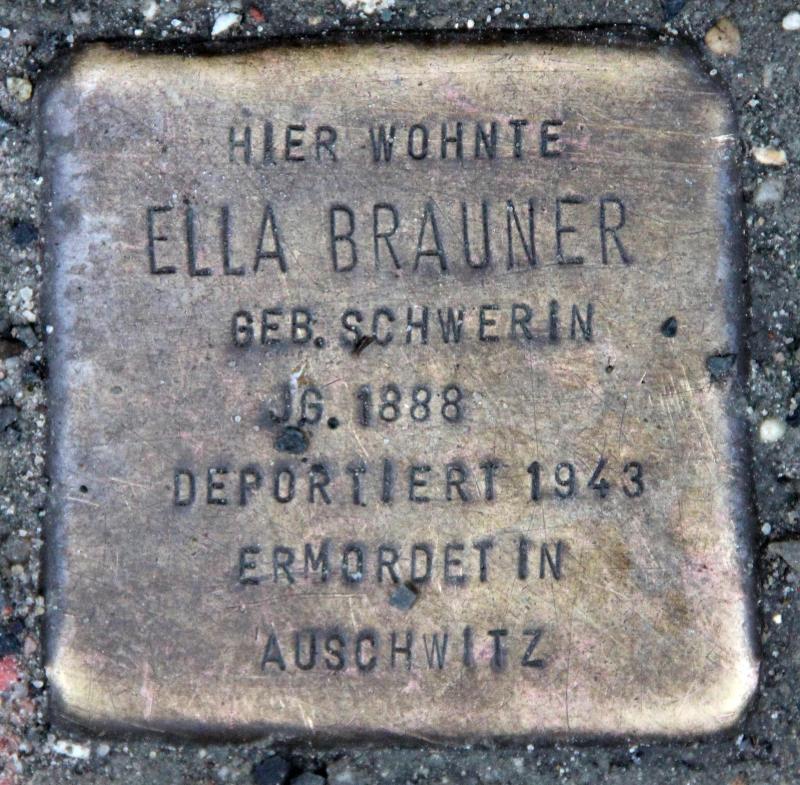 HIER WOHNTE
ELLA BRAUNER
GEB. SCHWERIN
JG. 1888
DEPORTIERT 1943
ERMORDET IN
AUSCHWITZ